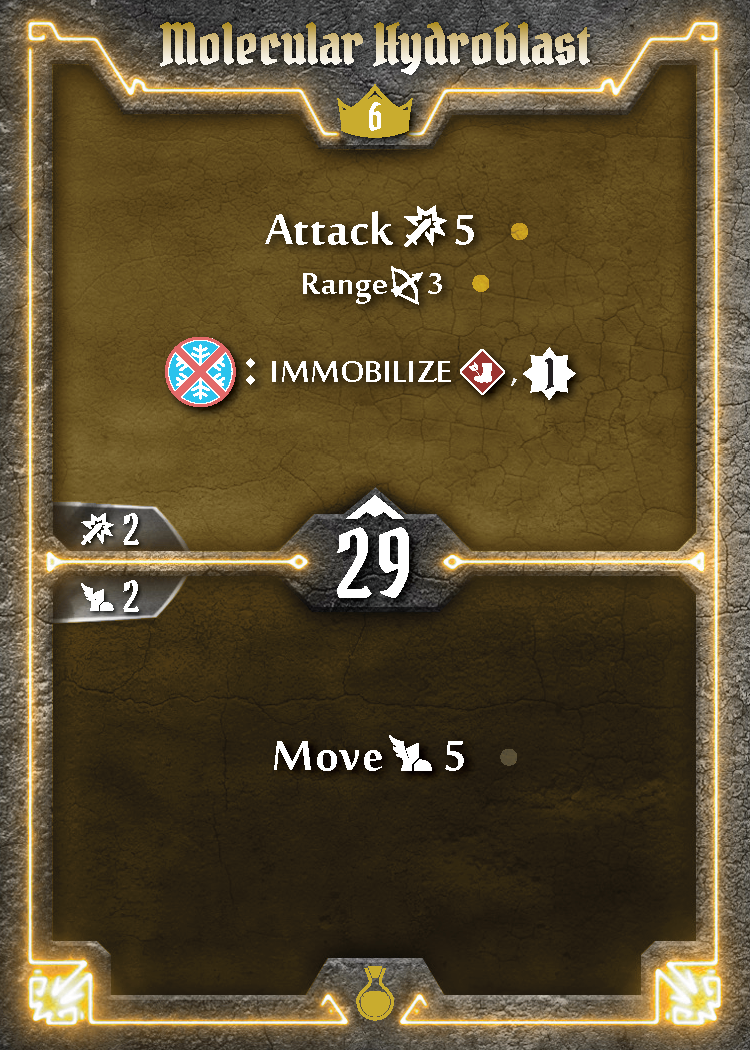 Molecular Hydroblast
6
Attack 5
Range 3
: IMMOBILIZE , 1
2
29
2
Move 5